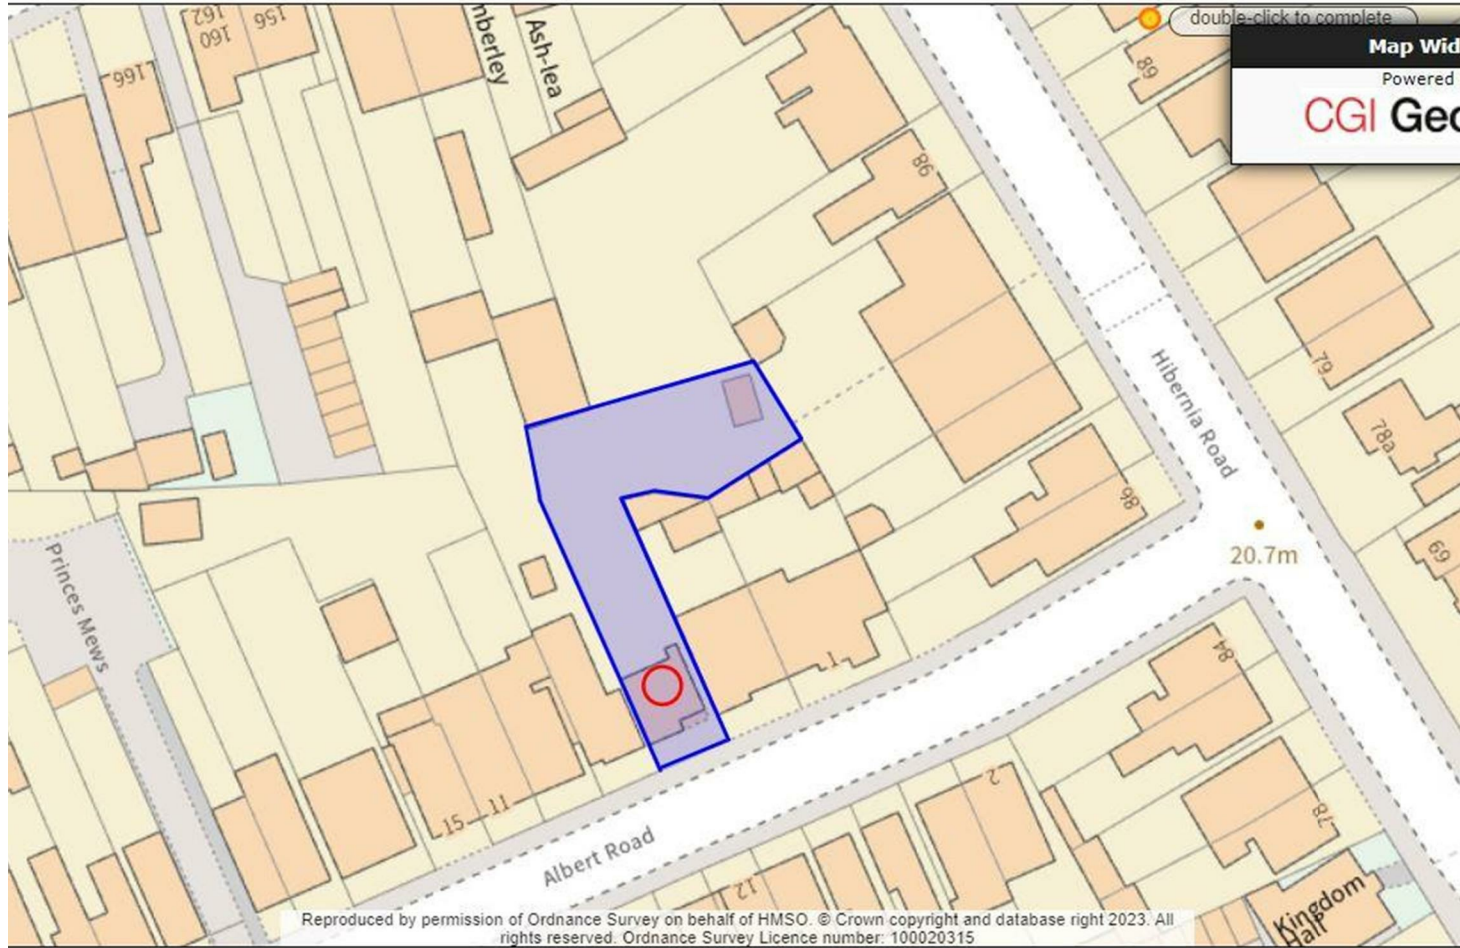 162
160
156
166
mberley
Ash-lea
double-click to complete
Map Wid
Powered
CGI Geo
89
98
79
78a
Hibernia Road
86
20.7m
69
Princes Mews
1
84
78
2
15
11
12
Albert Road
Kingdom
Hall
Reproduced by permission of Ordnance Survey on behalf of HMSO. © Crown copyright and database right 2023. All
rights reserved. Ordnance Survey Licence number: 100020315